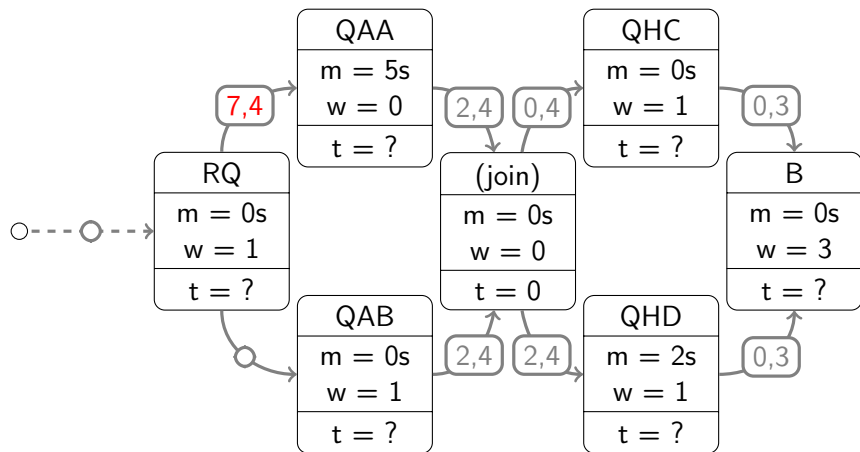 QAA
m = 5s
w = 0
t = ?
QHC
m = 0s
w = 1
t = ?
7,4
2,4
0,4
0,3
RQ
m = 0s
w = 1
t = ?
(join)
m = 0s
w = 0
t = 0
B
m = 0s
w = 3
t = ?
QAB
m = 0s
w = 1
t = ?
2,4
2,4
QHD
m = 2s
w = 1
t = ?
0,3